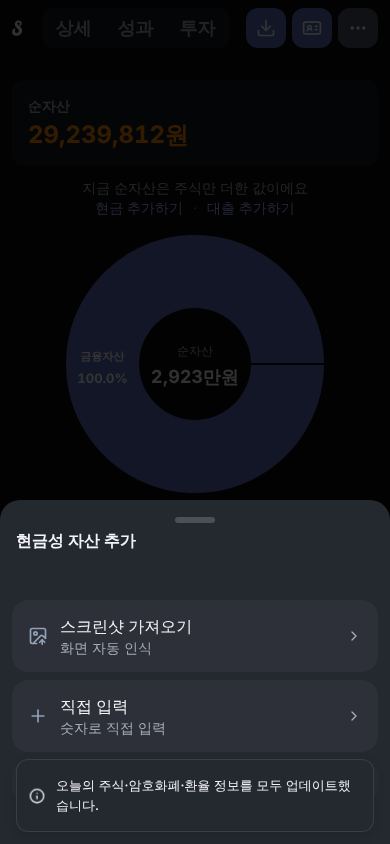 상세 성과 투자
순자산
29,239,812원
지금 순자산은 주식만 더한 값이에요
현금 추가하기 · 대출 추가하기
금융자산
100.0%
순자산
2,923만원
현금성 자산 추가
스크린샷 가져오기
화면 자동 인식
직접 입력
숫자로 직접 입력
오늘의 주식·암호화폐·환율 정보를 모두 업데이트했
습니다.